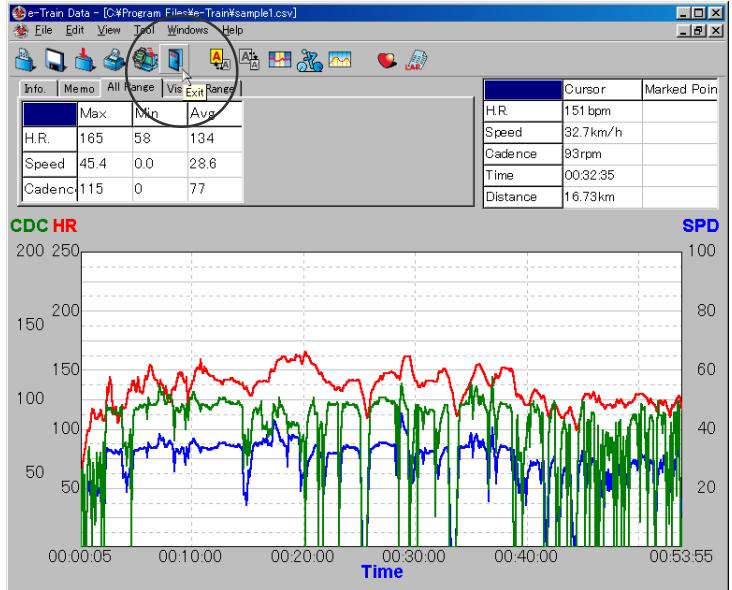 e-Train Data - [C:¥Program Files¥e-Train¥sample1.csv]
File Edit View Tool Windows Help
Info. Memo All Range Range
Exit
Max Min Avg
H.R. 165 58 134
Speed 45.4 0.0 28.6
Cadenc 115 0 77
Cursor Marked Poin
H.R. 151 bpm
Speed 32.7km/h
Cadence 93rpm
Time 00:32:35
Distance 16.73km
CDC HR SPD
200 250 100
200 80
150
150 60
100
100 40
50
50 20
00:00:05 00:10:00 00:20:00 00:30:00 00:40:00 00:53:55
Time